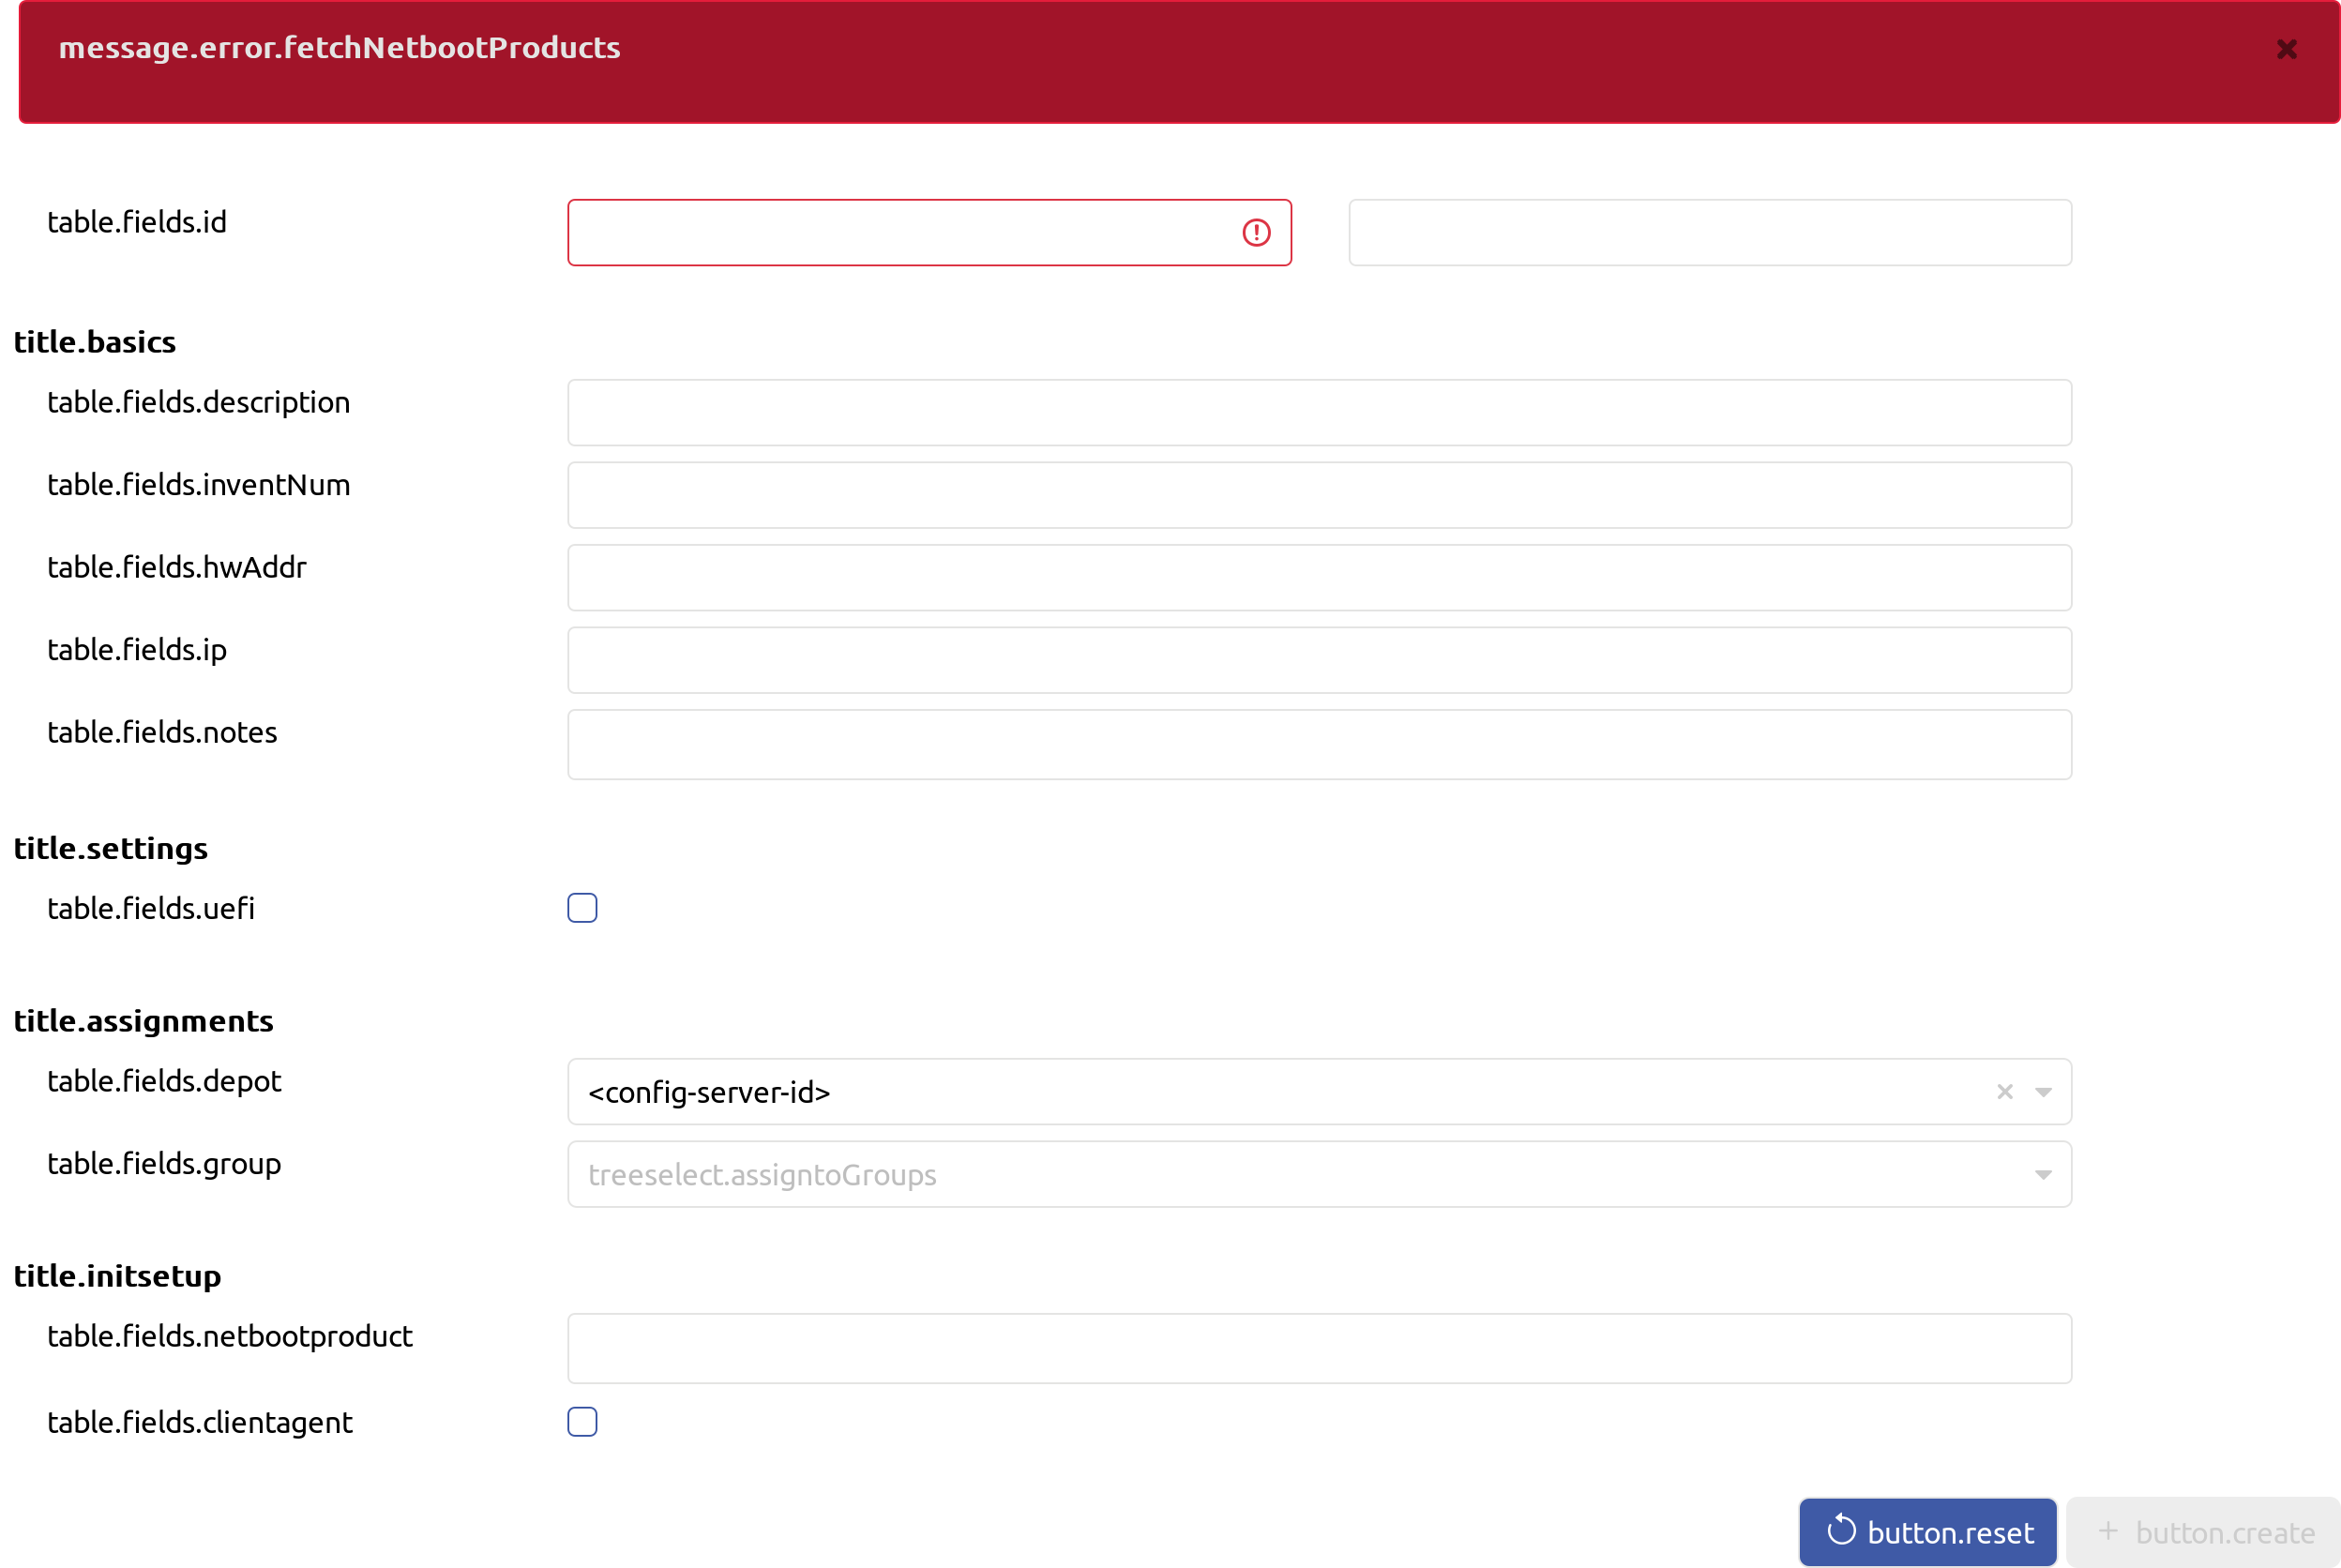 message.error.fetchNetbootProducts
table.fields.id
title.basics
table.fields.description
table.fields.inventNum
table.fields.hwAddr
table.fields.ip
table.fields.notes
title.settings
table.fields.uefi
title.assignments
table.fields.depot
<config-server-id>
table.fields.group
treeselect.assigntoGroups
title.initsetup
table.fields.netbootproduct
table.fields.clientagent
button.reset
button.create